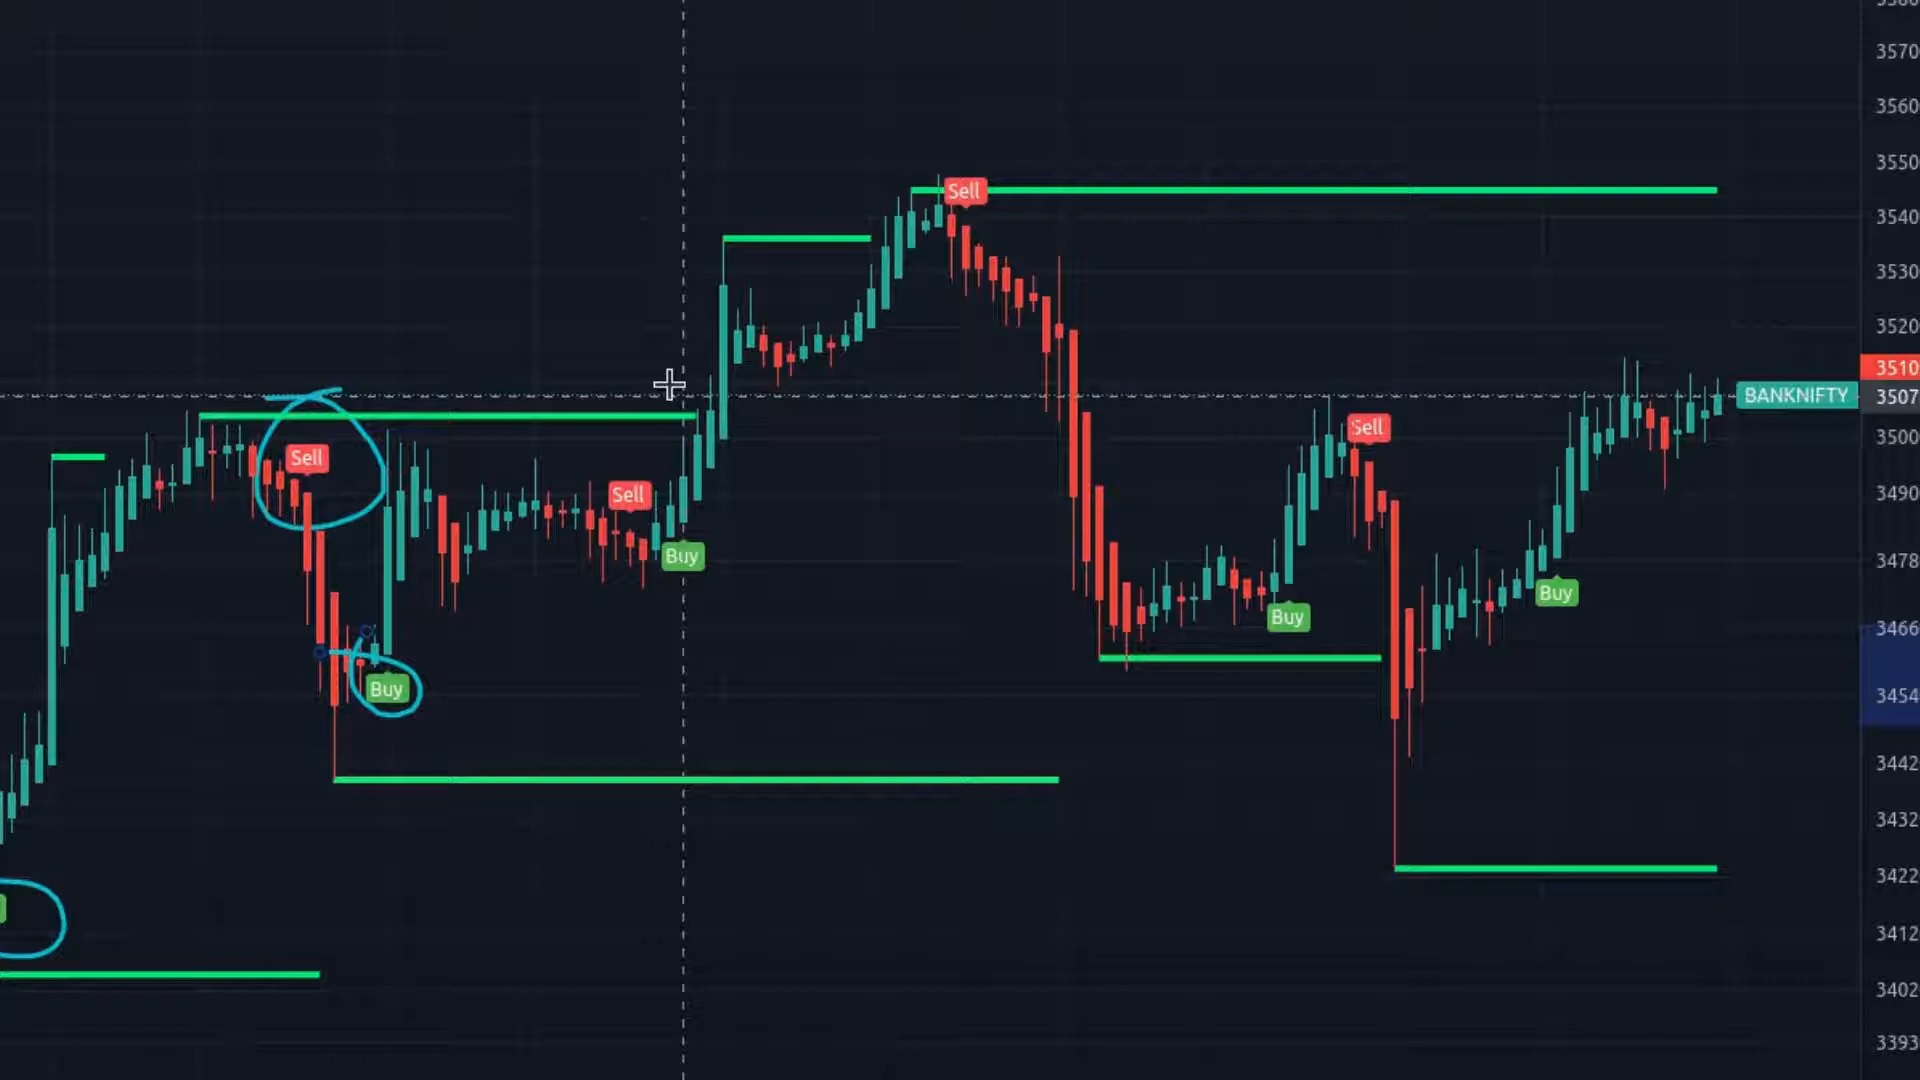 3570
3560
3550
Sell
3540
3530
3520
3510
BANKNIFTY
3507
Sell
3500
Sell
Sell
3490
Buy
3478
Buy
Buy
3466
Buy
3454
3442
3432
3422
3412
3402
3393